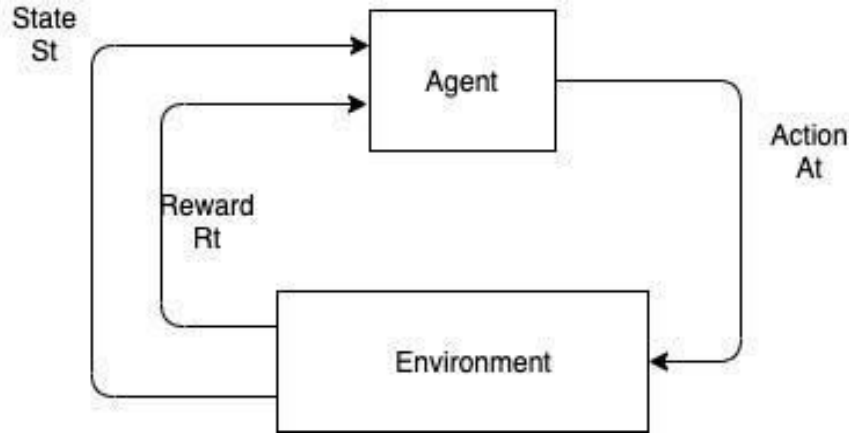 State
St
Agent
Action
At
Reward
Rt
Environment